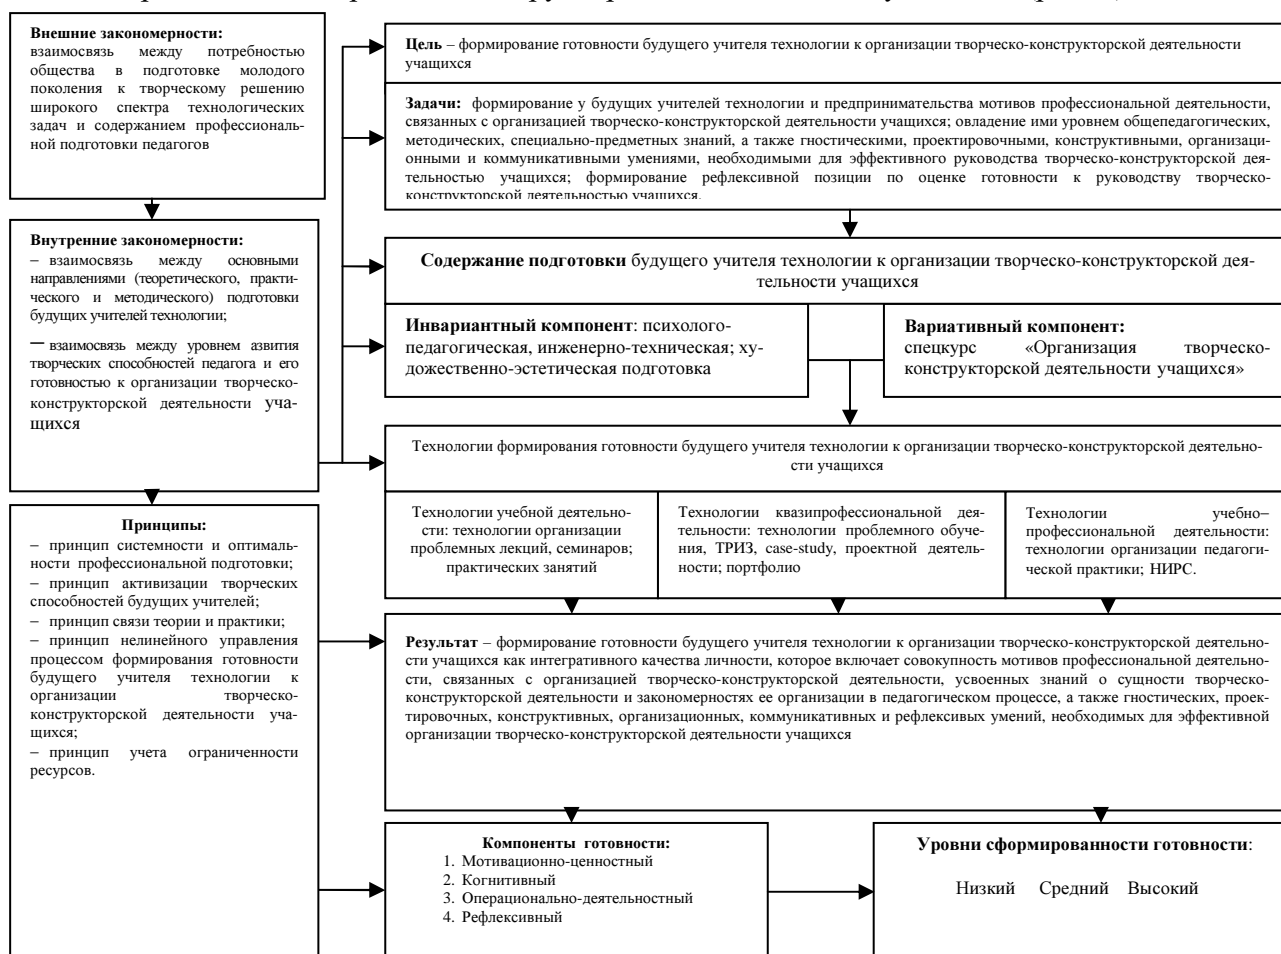 Внешние закономерности:
взаимосвязь между потребностью
общества в подготовке молодого
поколения к творческому решению
широкого спектра технологических
задач и содержанием профессиональ-
ной подготовки педагогов
Внутренние закономерности:
– взаимосвязь между основными
направлениями (теоретического, практи-
ческого и методического) подготовки
будущих учителей технологии;
— взаимосвязь между уровнем азвития
творческих способностей педагога и его
готовностью к организации творческо-
конструкторской деятельности уча-
щихся
Принципы:
– принцип системности и оптималь-
ности профессиональной подготовки;
– принцип активизации творческих
способностей будущих учителей;
– принцип связи теории и практики;
– принцип нелинейного управления
процессом формирования готовности
будущего учителя технологии к
организации творческо-
конструкторской деятельности уча-
щихся;
– принцип учета ограниченности
ресурсов.
Цель – формирование готовности будущего учителя технологии к организации творческо-конструкторской деятельности
учащихся
Задачи: формирование у будущих учителей технологии и предпринимательства мотивов профессиональной деятельности,
связанных с организацией творческо-конструкторской деятельности учащихся; овладение ими уровнем общепедагогических,
методических, специально-предметных знаний, а также гностическими, проектировочными, конструктивными, организаци-
онными и коммуникативными умениями, необходимыми для эффективного руководства творческо-конструкторской дея-
тельностью учащихся; формирование рефлексивной позиции по оценке готовности к руководству творческо-
конструкторской деятельностью учащихся.
Содержание подготовки будущего учителя технологии к организации творческо-конструкторской дея-
тельности учащихся
Инвариантный компонент: психолого-
педагогическая, инженерно-техническая; ху-
дожественно-эстетическая подготовка
Вариативный компонент:
спецкурс «Организация творческо-
конструкторской деятельности учащихся»
Технологии формирования готовности будущего учителя технологии к организации творческо-конструкторской деятельно-
сти учащихся
Технологии учебной деятельно-
сти: технологии организации
проблемных лекций, семинаров;
практических занятий
Технологии квазипрофессиональной дея-
тельности: технологии проблемного обуче-
ния, ТРИЗ, case-study, проектной деятель-
ности; портфолио
Технологии учебно–
профессиональной деятельности:
технологии организации педагоги-
ческой практики; НИРС.
Результат – формирование готовности будущего учителя технологии к организации творческо-конструкторской деятельно-
сти учащихся как интегративного качества личности, которое включает совокупность мотивов профессиональной деятельно-
сти, связанных с организацией творческо-конструкторской деятельности, усвоенных знаний о сущности творческо-
конструкторской деятельности и закономерностях ее организации в педагогическом процессе, а также гностических, проек-
тировочных, конструктивных, организационных, коммуникативных и рефлексивых умений, необходимых для эффективной
организации творческо-конструкторской деятельности учащихся
Компоненты готовности:
1. Мотивационно-ценностный
2. Когнитивный
3. Операционально-деятельностный
4. Рефлексивный
Уровни сформированности готовности:
Низкий Средний Высокий